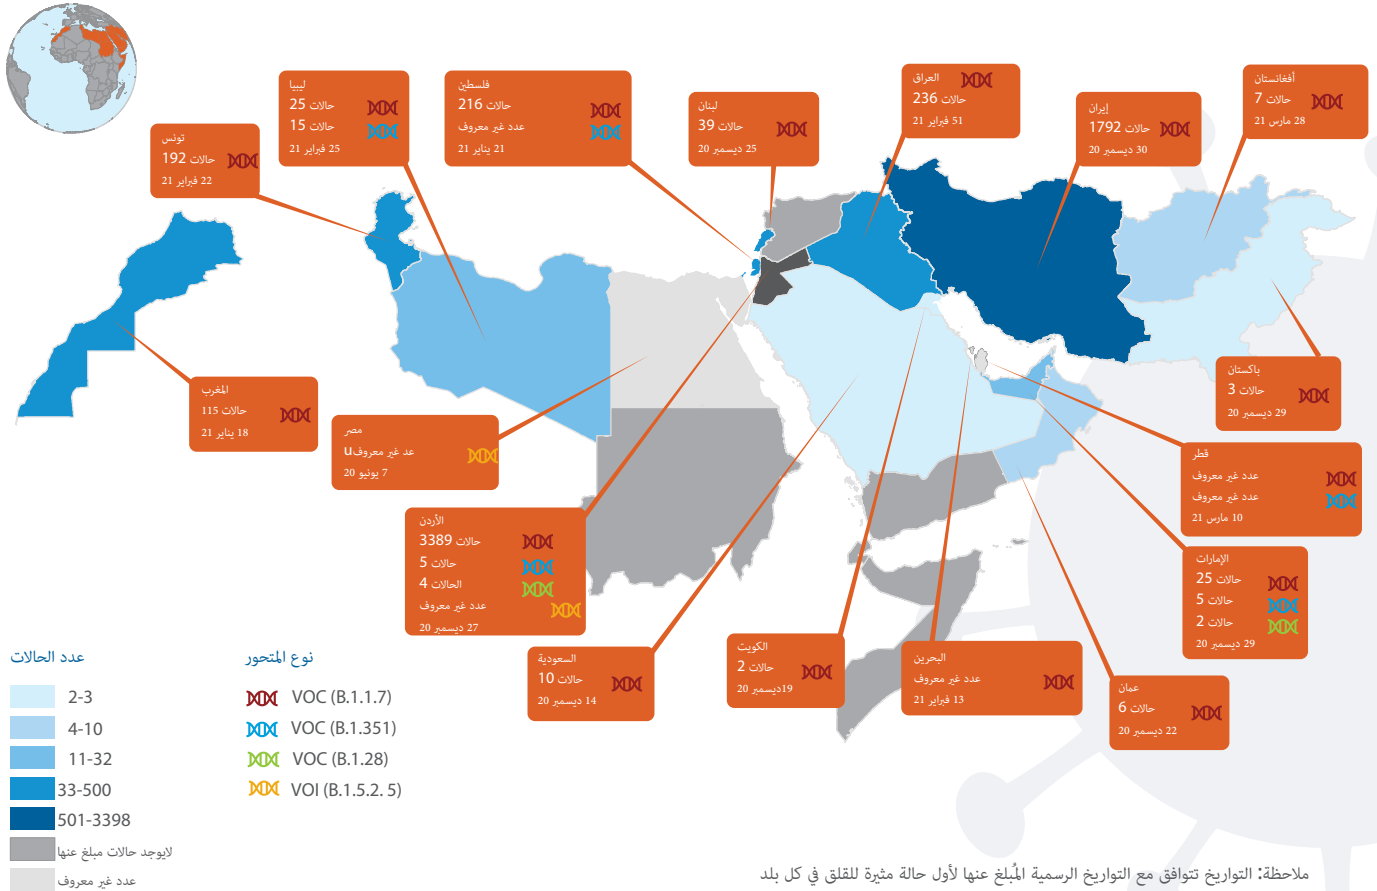 أفغانستان
حالات 7
28 مارس 21
إيران
حالات 1792
30 ديسمبر 20
العراق
حالات 236
51 فبراير 21
لبنان
حالات 39
25 ديسمبر 20
فلسطين
حالات 216
عدد غير معروف
21 يناير 21
ليبيا
حالات 25
حالات 15
25 فبراير 21
تونس
حالات 192
22 فبراير 21
المغرب
حالات 115
18 يناير 21
مصر
عد غير معروفu
7 يونيو 20
الأردن
حالات 3389
حالات 5
الحالات 4
عدد غير معروف
27 ديسمبر 20
السعودية
حالات 10
14 ديسمبر 20
الكويت
حالات 2
19ديسمبر 20
البحرين
عدد غير معروف
13 فبراير 21
عمان
حالات 6
22 ديسمبر 20
الإمارات
حالات 25
حالات 5
حالات 2
29 ديسمبر 20
قطر
عدد غير معروف
عدد غير معروف
10 مارس 21
باكستان
حالات 3
29 ديسمبر 20
نوع المتحور
VOC (B.1.1.7)
VOC (B.1.351)
VOC (B.1.28)
VOI (B.1.5.2. 5)
عدد الحالات
2-3
4-10
11-32
33-500
501-3398
لايوجد حالات مبلغ عنها
عدد غير معروف
ملاحظة: التواريخ تتوافق مع التواريخ الرسمية المُبلغ عنها لأول حالة مثيرة للقلق في كل بلد